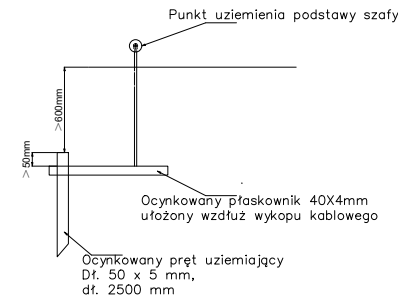 Punkt uziemienia podstawy szafy
>600mm
>50mm
Ocynkowany płaskownik 40X4mm
ułożony wzdłuż wykopu kablowego
Ocynkowany pręt uziemiający
Dł. 50 x 5 mm,
dł. 2500 mm